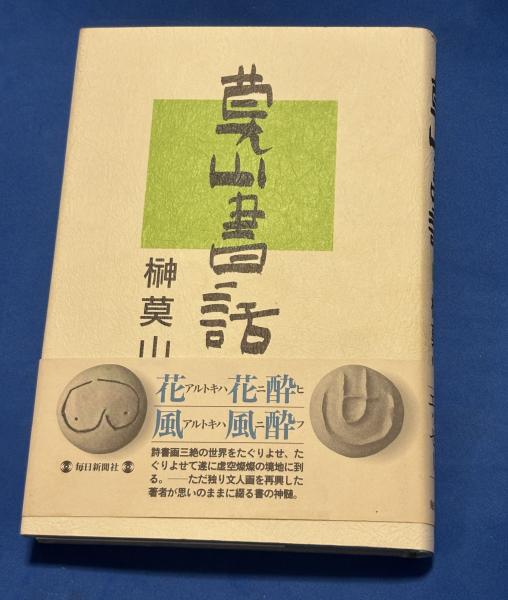 莫山書話
榊莫山
花アルトキハ花ニ酔ヒ
風アルトキハ風ニ酔フ
詩書画三絶の世界をたぐりよせ、た
ぐりよせて遂に虚空燦燦の境地に到
る。──ただ独り文人画を再興した
著者が思いのままに綴る書の神髄。
毎日新聞社